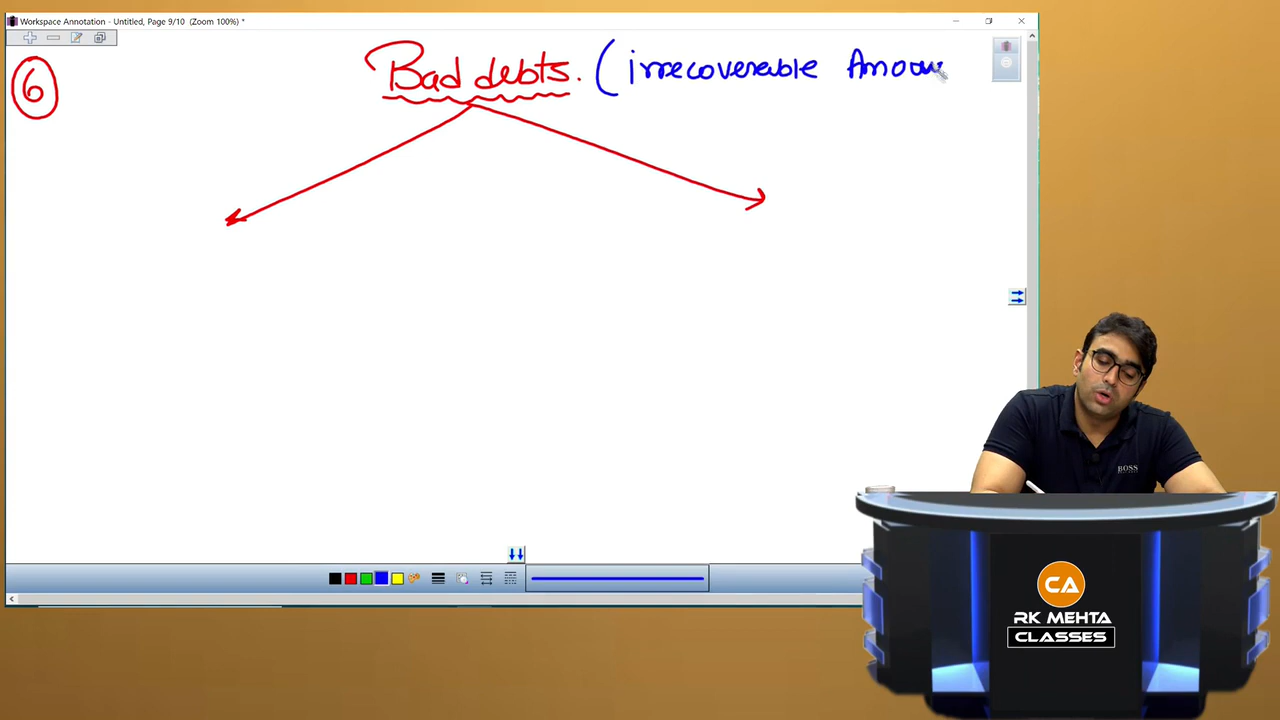 Workspace Annotation - Untitled, Page 9/10 (Zoom 100%) *
6
Bad debts. (irrecoverable Amoun
BOSS
CA
RK MEHTA
CLASSES